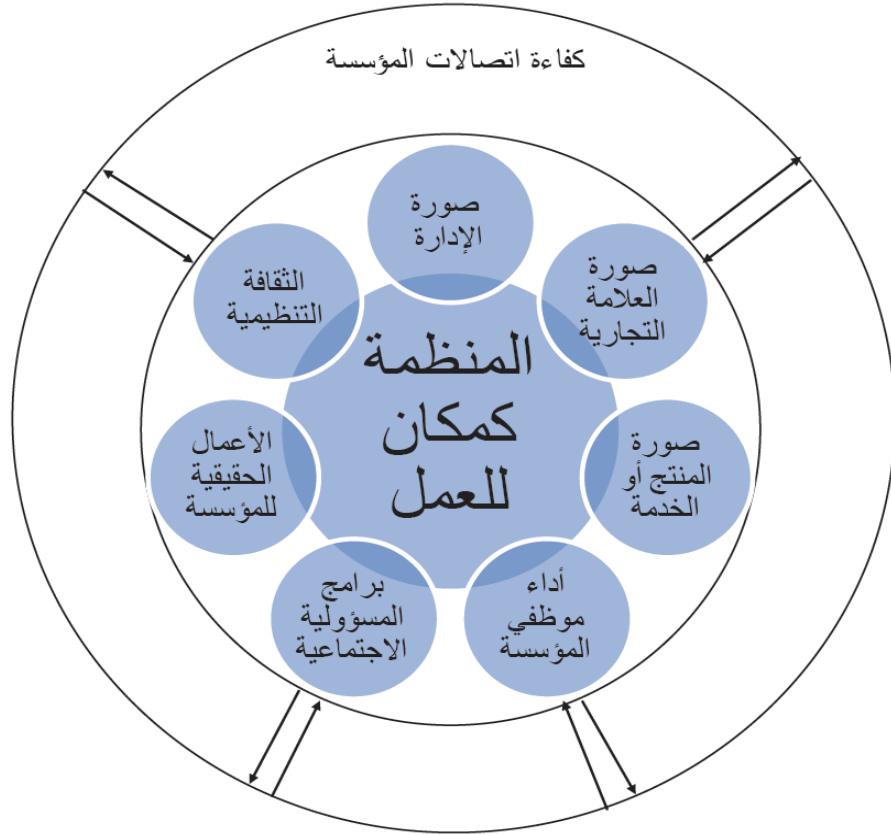 كفاءة اتصالات المؤسسة
صورة
الإدارة
صورة
العلامة
التجارية
صورة
المنتج أو
الخدمة
أداء
موظفي
المؤسسة
برامج
المسؤولية
الاجتماعية
الأعمال
الحقيقية
للمؤسسة
الثقافة
التنظيمية
المنظمة
كمكان
للعمل